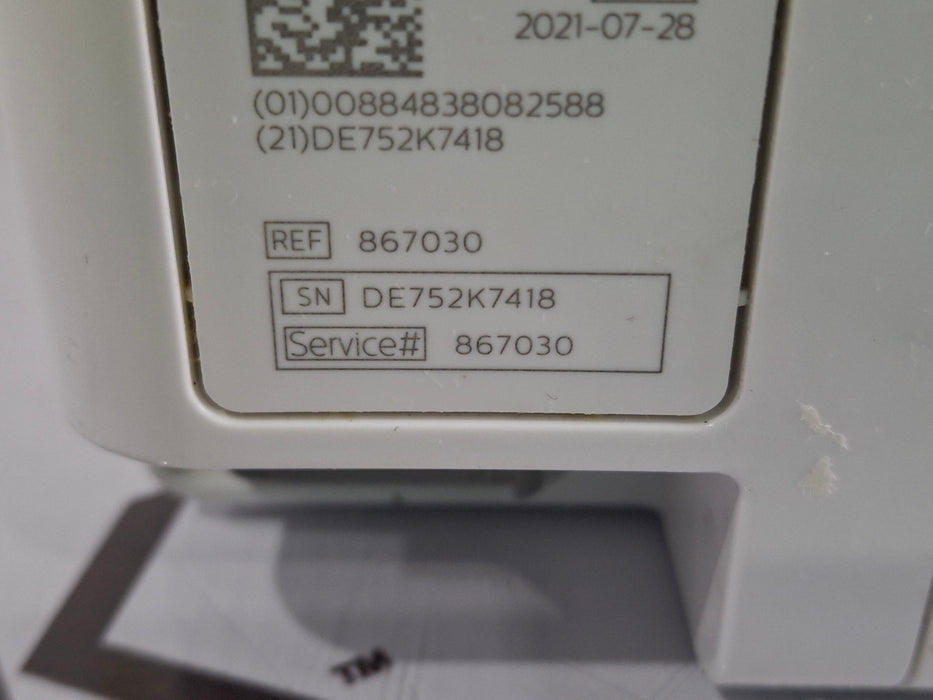 2021-07-28
(01)00884838082588
(21)DE752K7418
REF 867030
SN DE752K7418
Service# 867030
TM